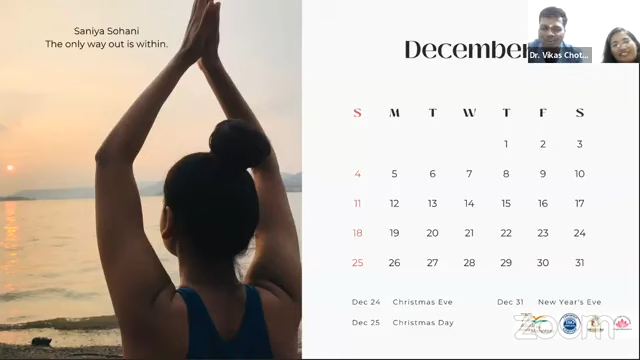 Saniya Sohani
The only way out is within.
December
Dr. Vikas Chot...
S M T W T F S
1 2 3
4 5 6 7 8 9 10
11 12 13 14 15 16 17
18 19 20 21 22 23 24
25 26 27 28 29 30 31
Dec 24 Christmas Eve Dec 31 New Year's Eve
Dec 25 Christmas Day
zoom